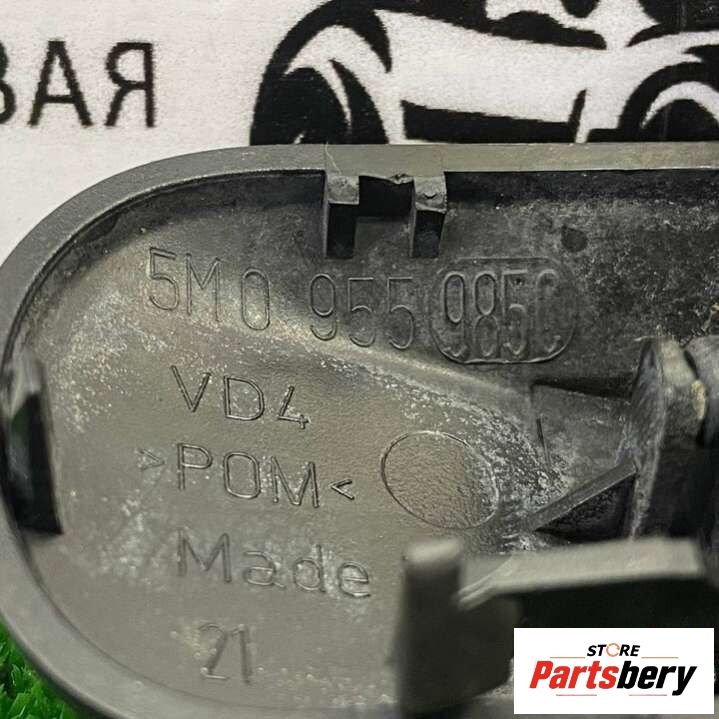 ВАЯ
5M0 955 985C
VD4
>POM<
Made
21
STORE
Partsbery